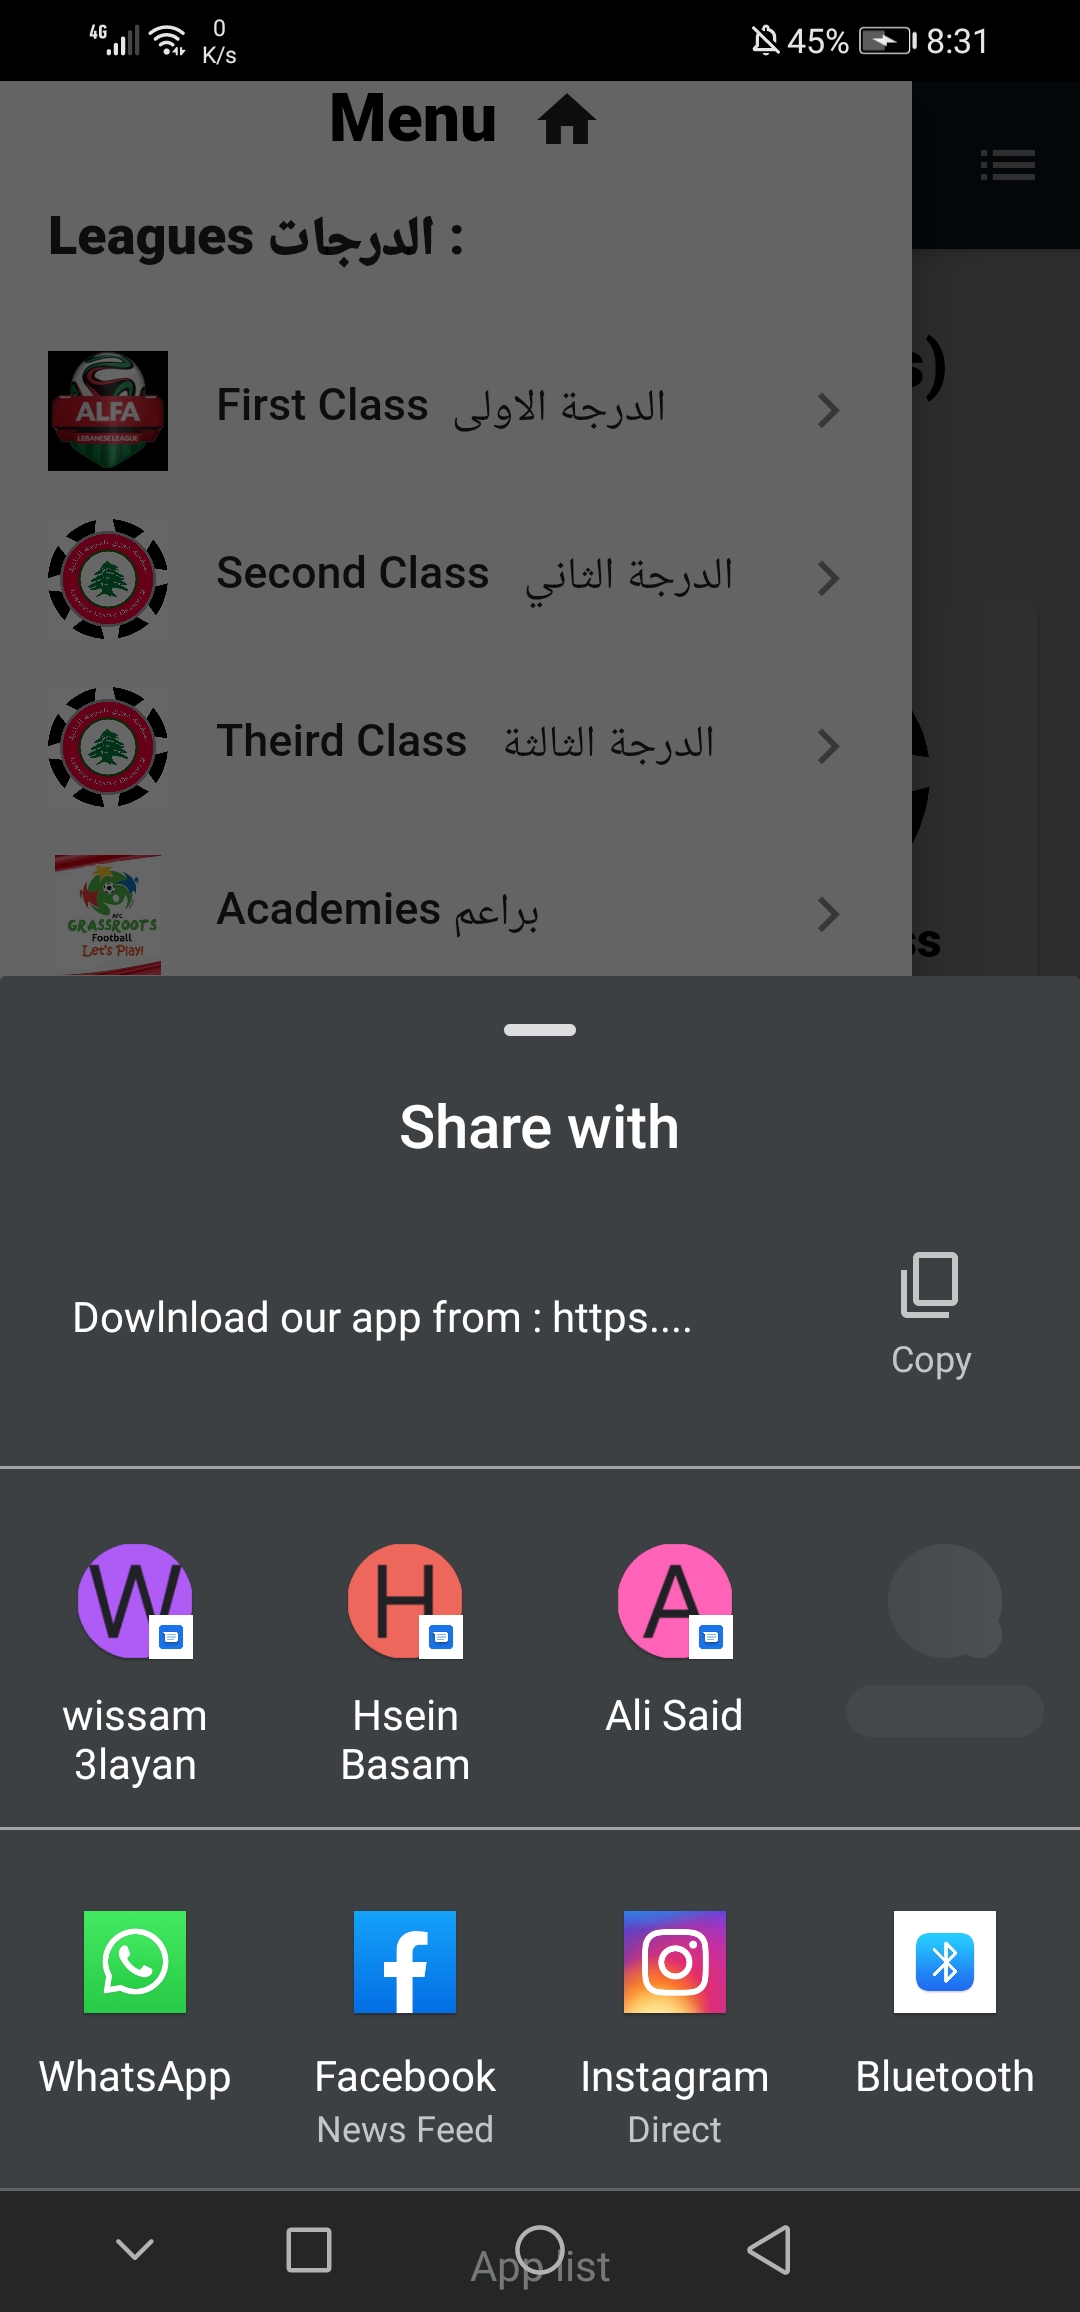 4G 0 K/s 45% 8:31
Menu
Leagues الدرجات :
ALFA
LEBANESE LEAGUE
First Class الدرجة الاولى
Second Class الدرجة الثاني
Theird Class الدرجة الثالثة
AFC
GRASSROOTS
Football
Let's Play!
Academies براعم
s)
ss
Share with
Dowlnload our app from : https....
Copy
W
H
A
wissam 3layan
Hsein Basam
Ali Said
WhatsApp
Facebook
News Feed
Instagram
Direct
Bluetooth
App list